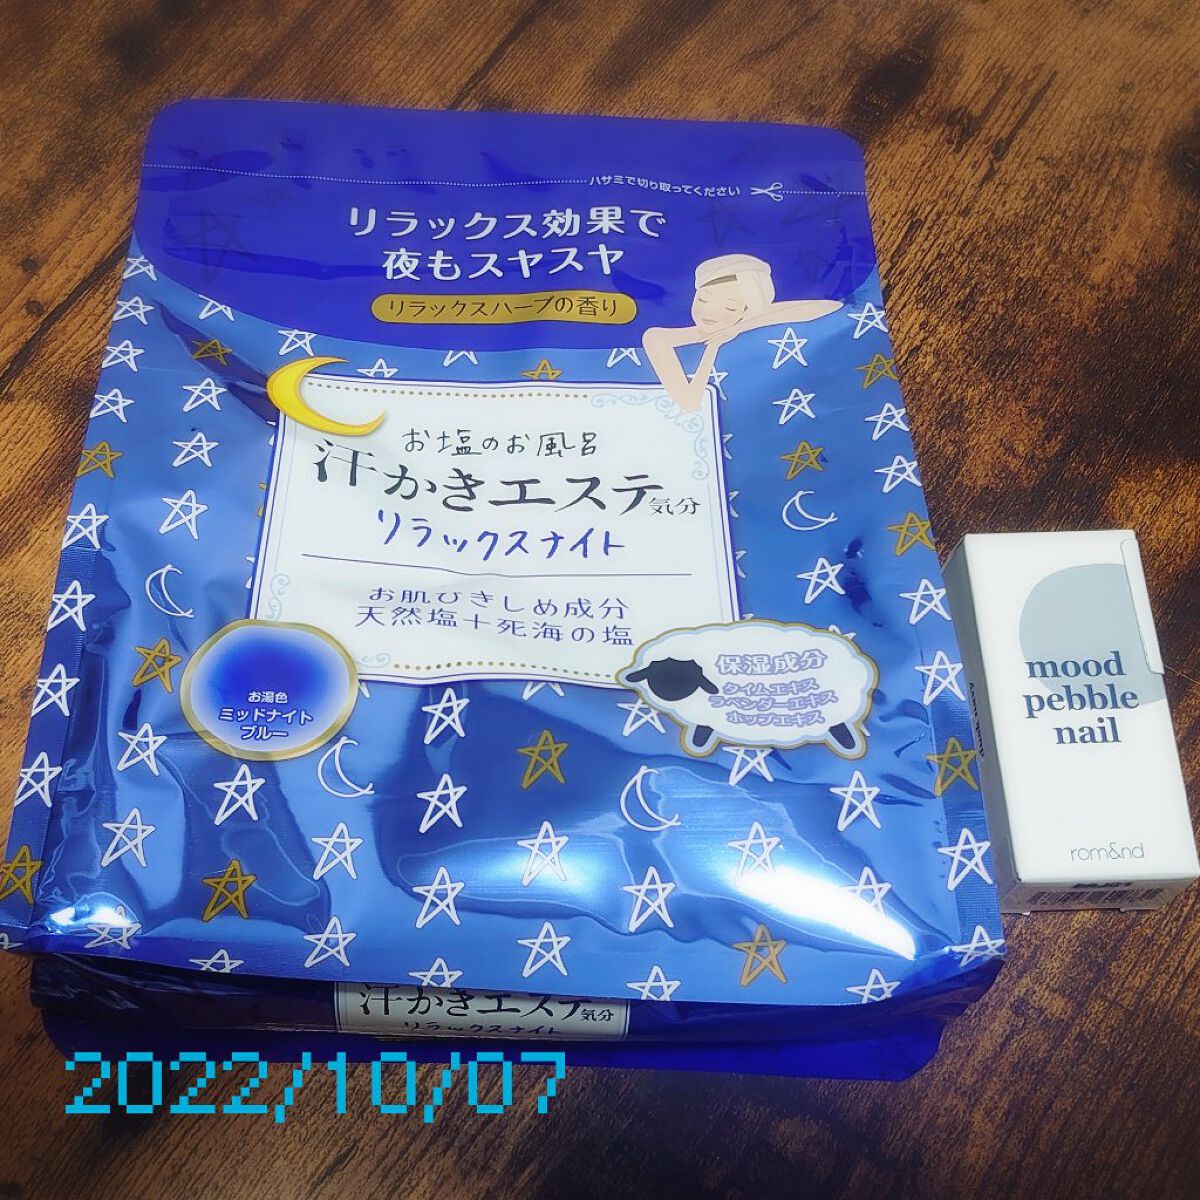 ハサミで切り取ってください
リラックス効果で
夜もスヤスヤ
リラックスハーブの香り
お塩のお風呂
汗かきエステ気分
リラックスナイト
お肌ひきしめ成分
天然塩+死海の塩
保湿成分
タイムエキス
ラベンダーエキス
ホップエキス
お湯色
ミッドナイト
ブルー
汗かきエステ気分
リラックスナイト
mood
pebble
nail
rom&nd
2022/10/07